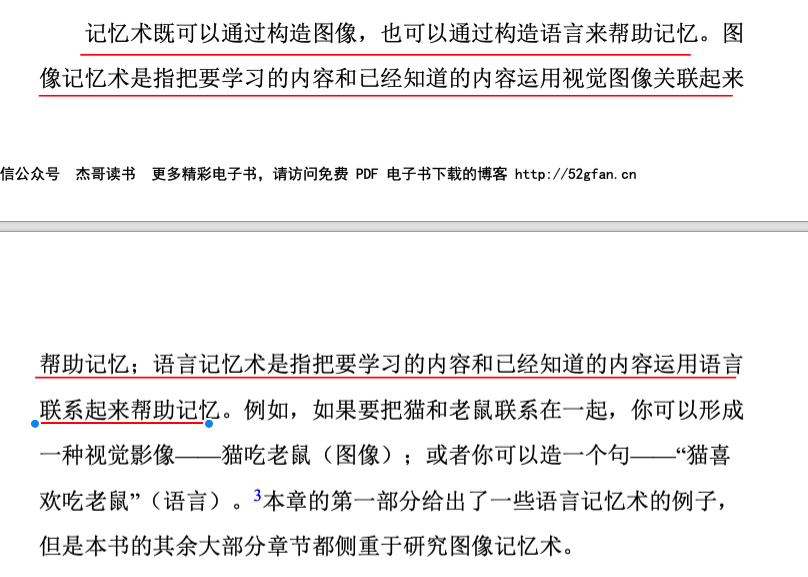 记忆术既可以通过构造图像，也可以通过构造语言来帮助记忆。图
像记忆术是指把要学习的内容和已经知道的内容运用视觉图像关联起来
信公众号 杰哥读书 更多精彩电子书，请访问免费 PDF 电子书下载的博客 http://52gfan.cn
帮助记忆；语言记忆术是指把要学习的内容和已经知道的内容运用语言
联系起来帮助记忆。例如，如果要把猫和老鼠联系在一起，你可以形成
一种视觉影像——猫吃老鼠（图像）；或者你可以造一个句——“猫喜
欢吃老鼠”（语言）。3本章的第一部分给出了一些语言记忆术的例子，
但是本书的其余大部分章节都侧重于研究图像记忆术。